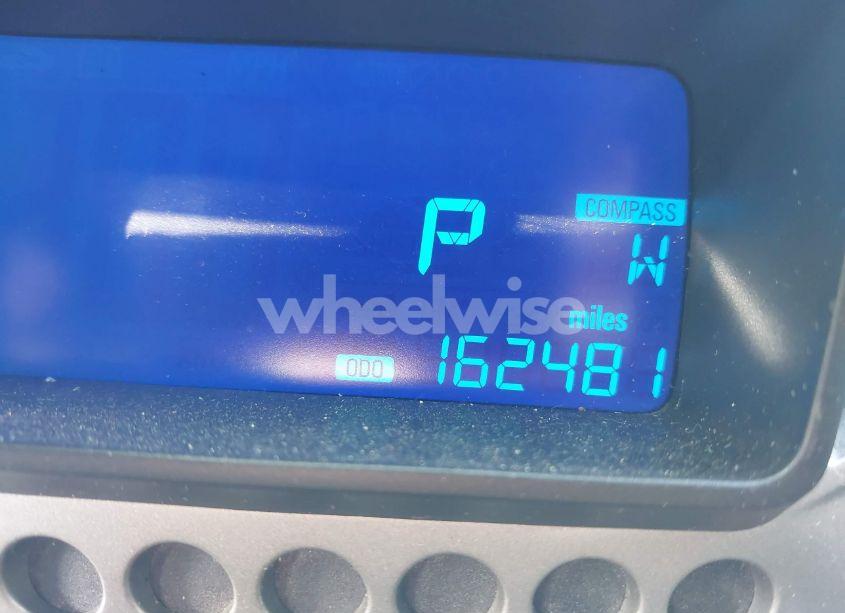 P
COMPASS
W
wheelwise
miles
ODO 162481